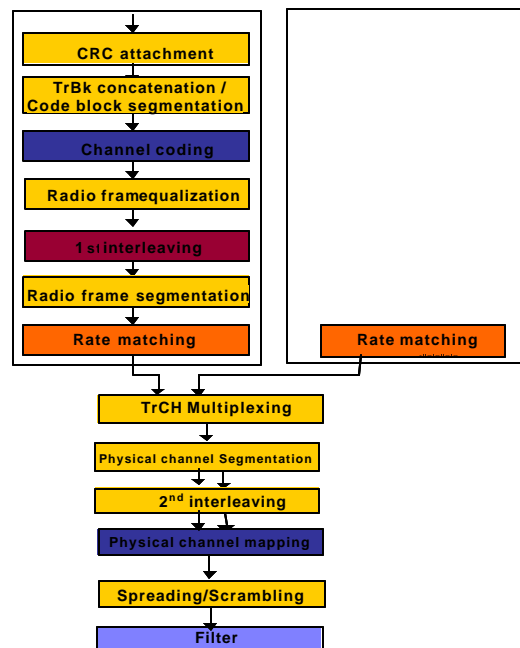 CRC attachment
TrBk concatenation /
Code block segmentation
Channel coding
Radio framequalization
1st interleaving
Radio frame segmentation
Rate matching
Rate matching
TrCH Multiplexing
Physical channel Segmentation
2nd interleaving
Physical channel mapping
Spreading/Scrambling
Filter